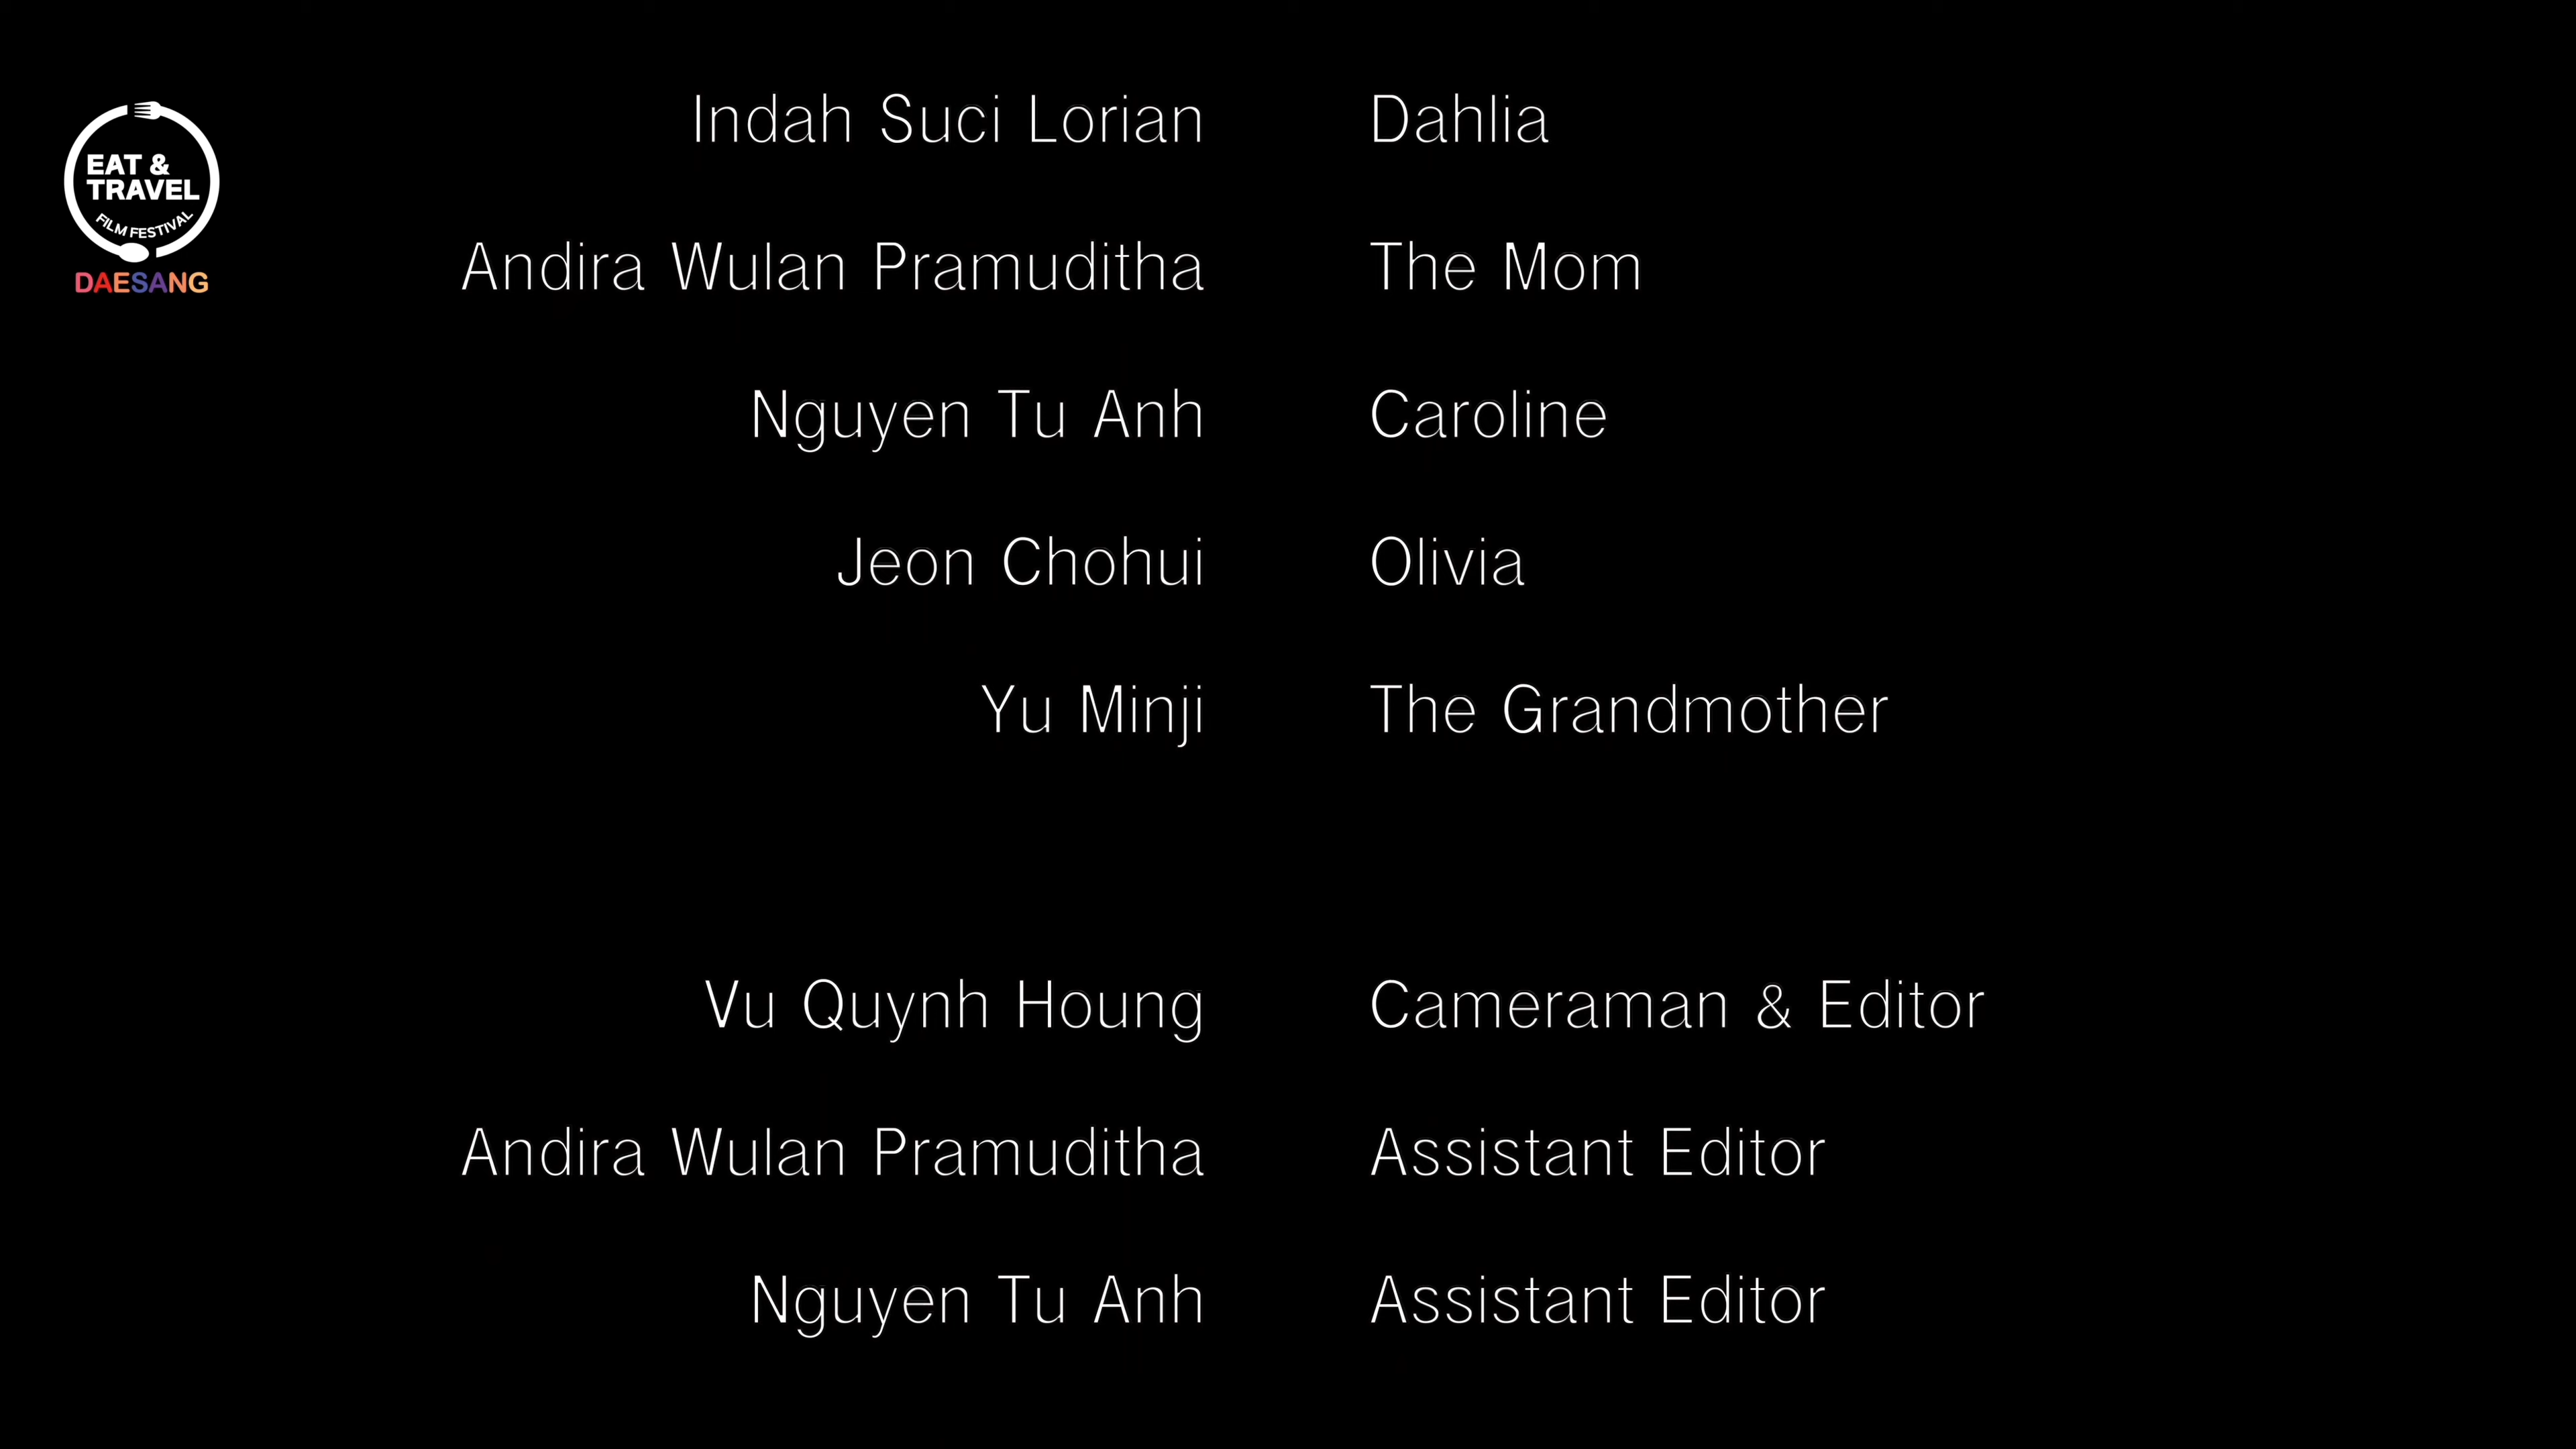 EAT &
TRAVEL
FILM FESTIVAL
DAESANG
Indah Suci Lorian Dahlia
Andira Wulan Pramuditha The Mom
Nguyen Tu Anh Caroline
Jeon Chohui Olivia
Yu Minji The Grandmother
Vu Quynh Houng Cameraman & Editor
Andira Wulan Pramuditha Assistant Editor
Nguyen Tu Anh Assistant Editor